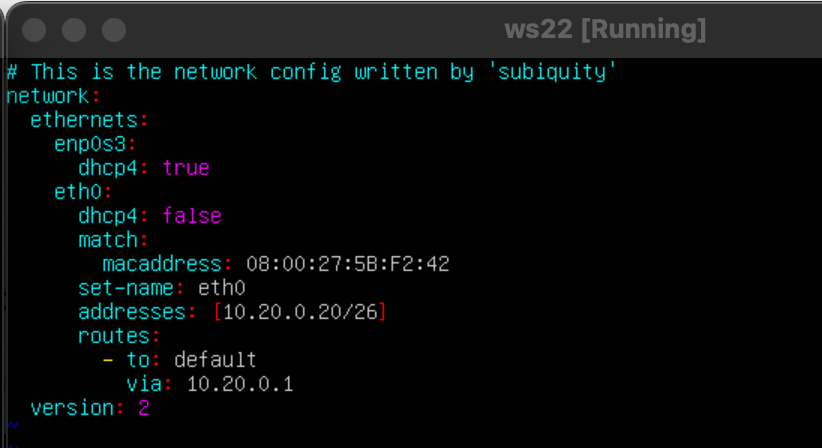 ws22 [Running]
# This is the network config written by 'subiquity'
network:
  ethernets:
    enp0s3:
      dhcp4: true
    eth0:
      dhcp4: false
      match:
        macaddress: 08:00:27:5B:F2:42
      set-name: eth0
      addresses: [10.20.0.20/26]
      routes:
        - to: default
          via: 10.20.0.1
  version: 2
~
~